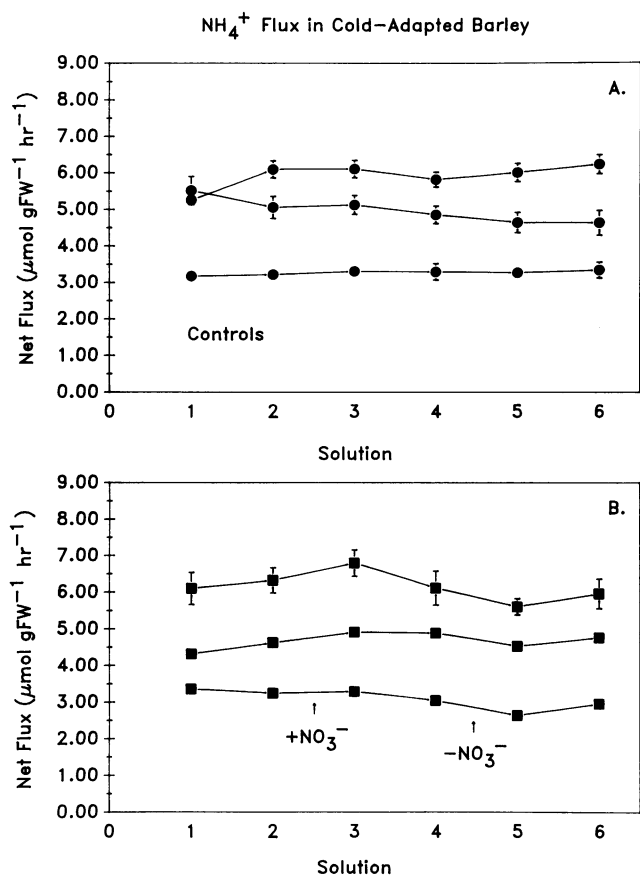 NH₄⁺ Flux in Cold-Adapted Barley
A.
Net Flux (μmol gFW⁻¹ hr⁻¹)
9.00
8.00
7.00
6.00
5.00
4.00
3.00
2.00
1.00
0.00
Controls
0 1 2 3 4 5 6
Solution
B.
Net Flux (μmol gFW⁻¹ hr⁻¹)
9.00
8.00
7.00
6.00
5.00
4.00
3.00
2.00
1.00
0.00
+NO₃⁻
−NO₃⁻
0 1 2 3 4 5 6
Solution